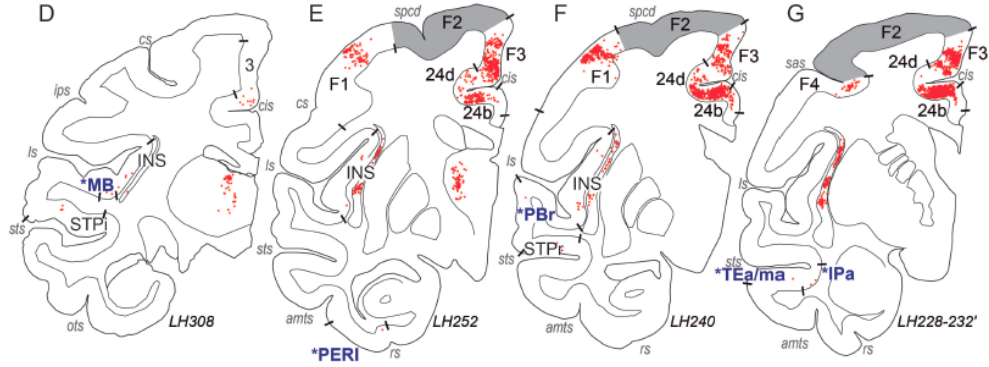 D
cs
3
ips
cis
ls
INS
*MB
STPi
sts
ots
LH308
E
spcd
F2
F3
F1
24d
cis
cs
24b
ls
INS
sts
amts
LH252
*PERI
rs
F
spcd
F2
F3
F1
24d
cis
24b
ls
INS
*PBr
STPr
sts
amts
LH240
rs
G
F2
F3
sas
24d
cis
F4
24b
ls
sts
*TEa/ma
*IPa
LH228-232'
amts
rs